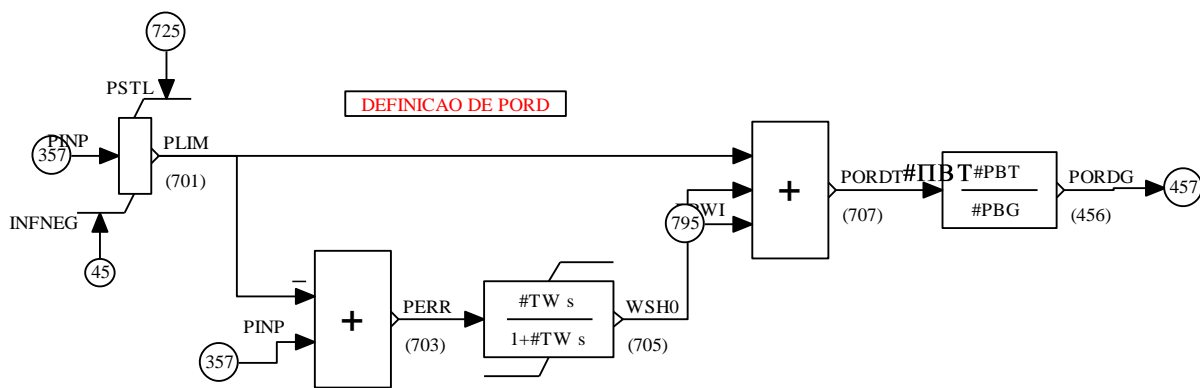 725
PSTL
DEFINICAO DE PORD
PINP
357
PLIM
(701)
INFNEG
45
PORDT
#ΠBT
(707)
#PBT
#PBG
PORDG
(456)
457
795
−
+
+
PINP
357
PERR
(703)
#TW s
1+#TW s
WSH0
(705)